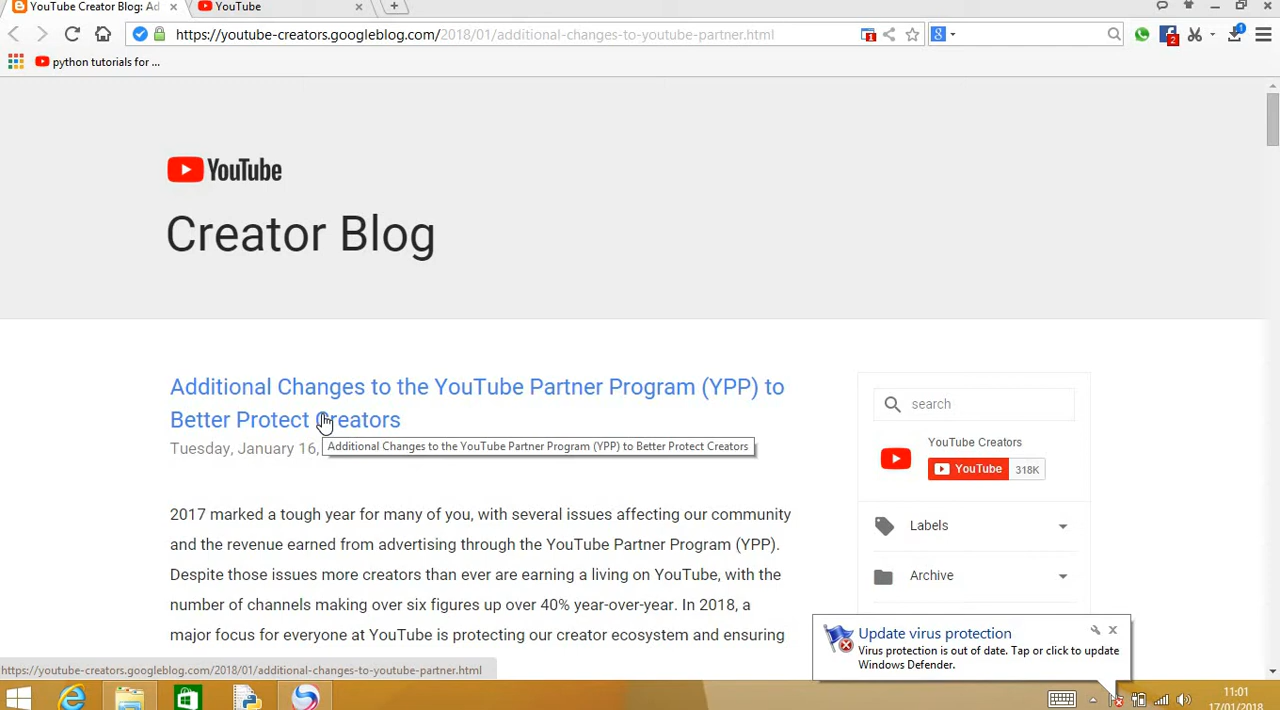 YouTube Creator Blog: Ad
YouTube
https://youtube-creators.googleblog.com/2018/01/additional-changes-to-youtube-partner.html
1
8
2
1
python tutorials for ...
YouTube
Creator Blog
Additional Changes to the YouTube Partner Program (YPP) to
Better Protect Creators
Tuesday, January 16,
Additional Changes to the YouTube Partner Program (YPP) to Better Protect Creators
2017 marked a tough year for many of you, with several issues affecting our community
and the revenue earned from advertising through the YouTube Partner Program (YPP).
Despite those issues more creators than ever are earning a living on YouTube, with the
number of channels making over six figures up over 40% year-over-year. In 2018, a
major focus for everyone at YouTube is protecting our creator ecosystem and ensuring
search
YouTube Creators
YouTube 318K
Labels
Archive
Update virus protection
Virus protection is out of date. Tap or click to update
Windows Defender.
https://youtube-creators.googleblog.com/2018/01/additional-changes-to-youtube-partner.html
11:01
17/01/2018